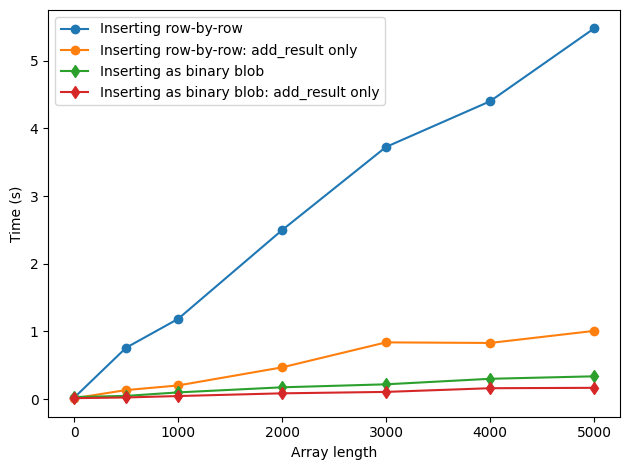 Inserting row-by-row
Inserting row-by-row: add_result only
Inserting as binary blob
Inserting as binary blob: add_result only
5
4
3
2
1
0
Time (s)
0 1000 2000 3000 4000 5000
Array length